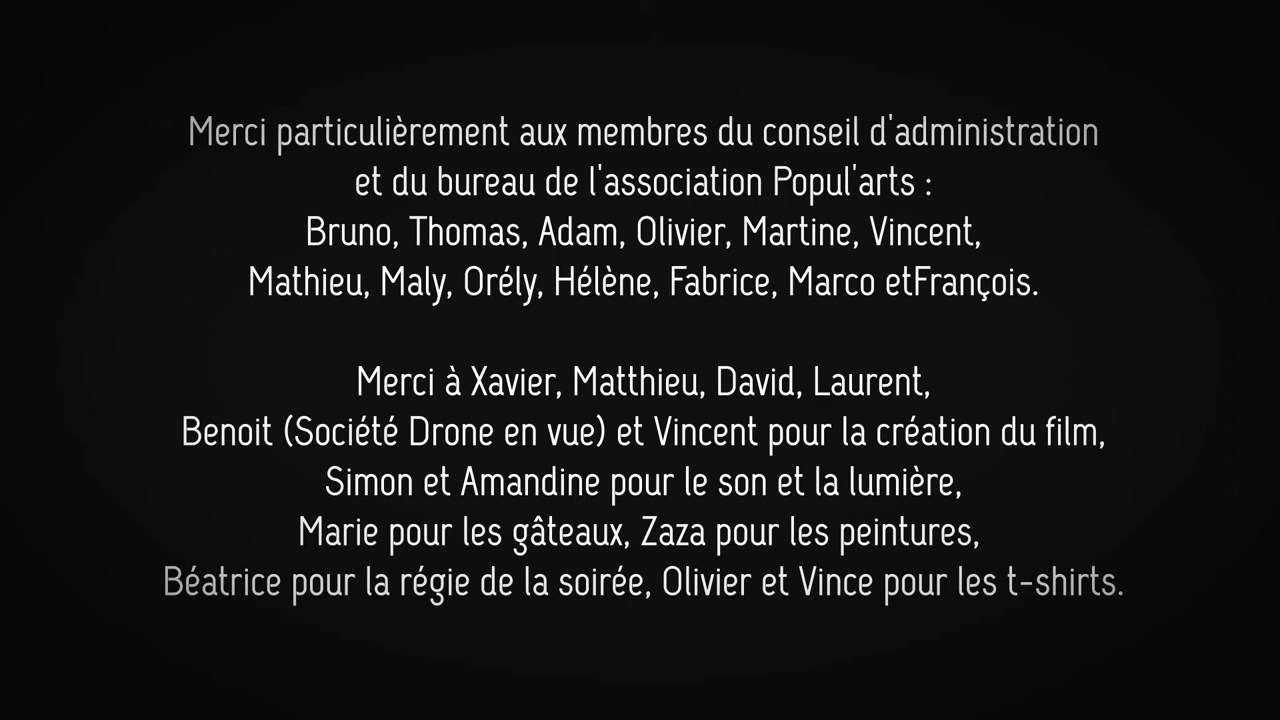 Merci particulièrement aux membres du conseil d'administration
et du bureau de l'association Popul'arts :
Bruno, Thomas, Adam, Olivier, Martine, Vincent,
Mathieu, Maly, Orély, Hélène, Fabrice, Marco etFrançois.
Merci à Xavier, Matthieu, David, Laurent,
Benoit (Société Drone en vue) et Vincent pour la création du film,
Simon et Amandine pour le son et la lumière,
Marie pour les gâteaux, Zaza pour les peintures,
Béatrice pour la régie de la soirée, Olivier et Vince pour les t-shirts.